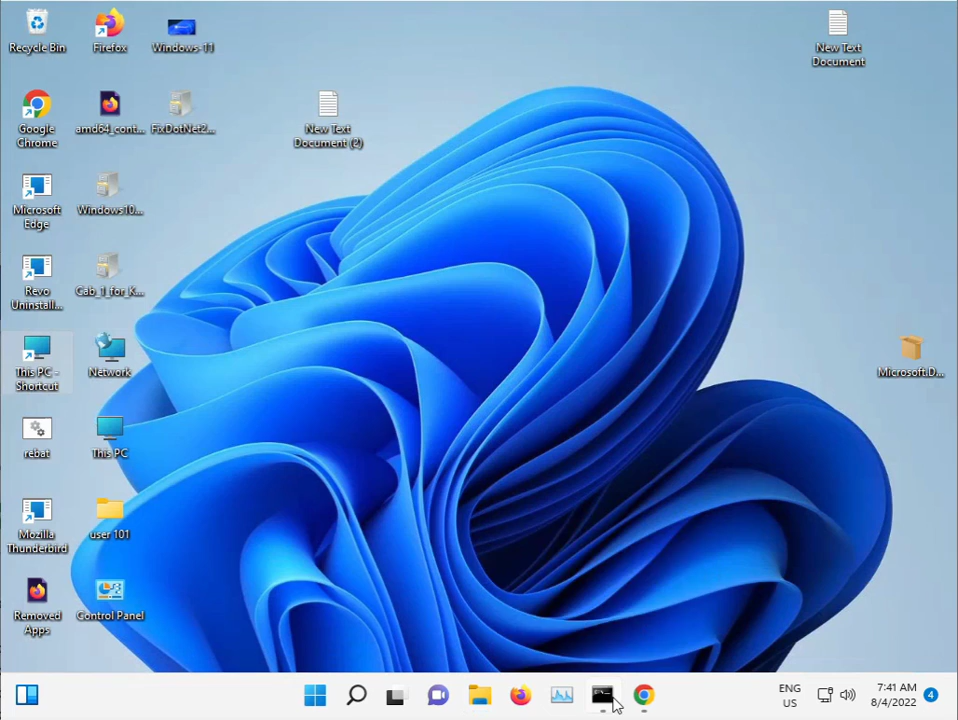 Recycle Bin
Firefox
Windows-11
New Text
Document
Google
Chrome
amd64_cont...
FixDotNet2...
New Text
Document (2)
Microsoft
Edge
Windows10...
Revo
Uninstall...
Cab_1_for_K...
This PC -
Shortcut
Network
Microsoft.D...
rebat
This PC
Mozilla
Thunderbird
user 101
Removed
Apps
Control Panel
ENG
US
7:41 AM
8/4/2022
4